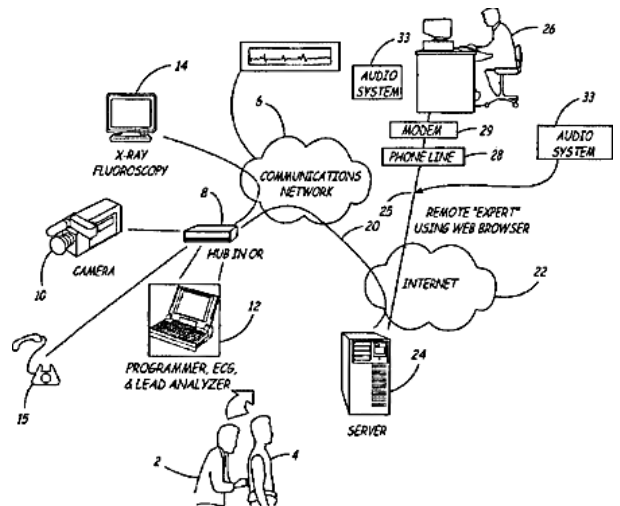 33
26
14
AUDIO
SYSTEM
33
6
MODEM
29
AUDIO
SYSTEM
X-RAY
FLUOROSCOPY
PHONE LINE
28
COMMUNICATIONS
NETWORK
8
25
REMOTE "EXPERT"
USING WEB BROWSER
20
HUB IN OR
10
CAMERA
INTERNET
22
12
PROGRAMMER, ECG,
& LEAD ANALYZER
24
15
SERVER
2
4